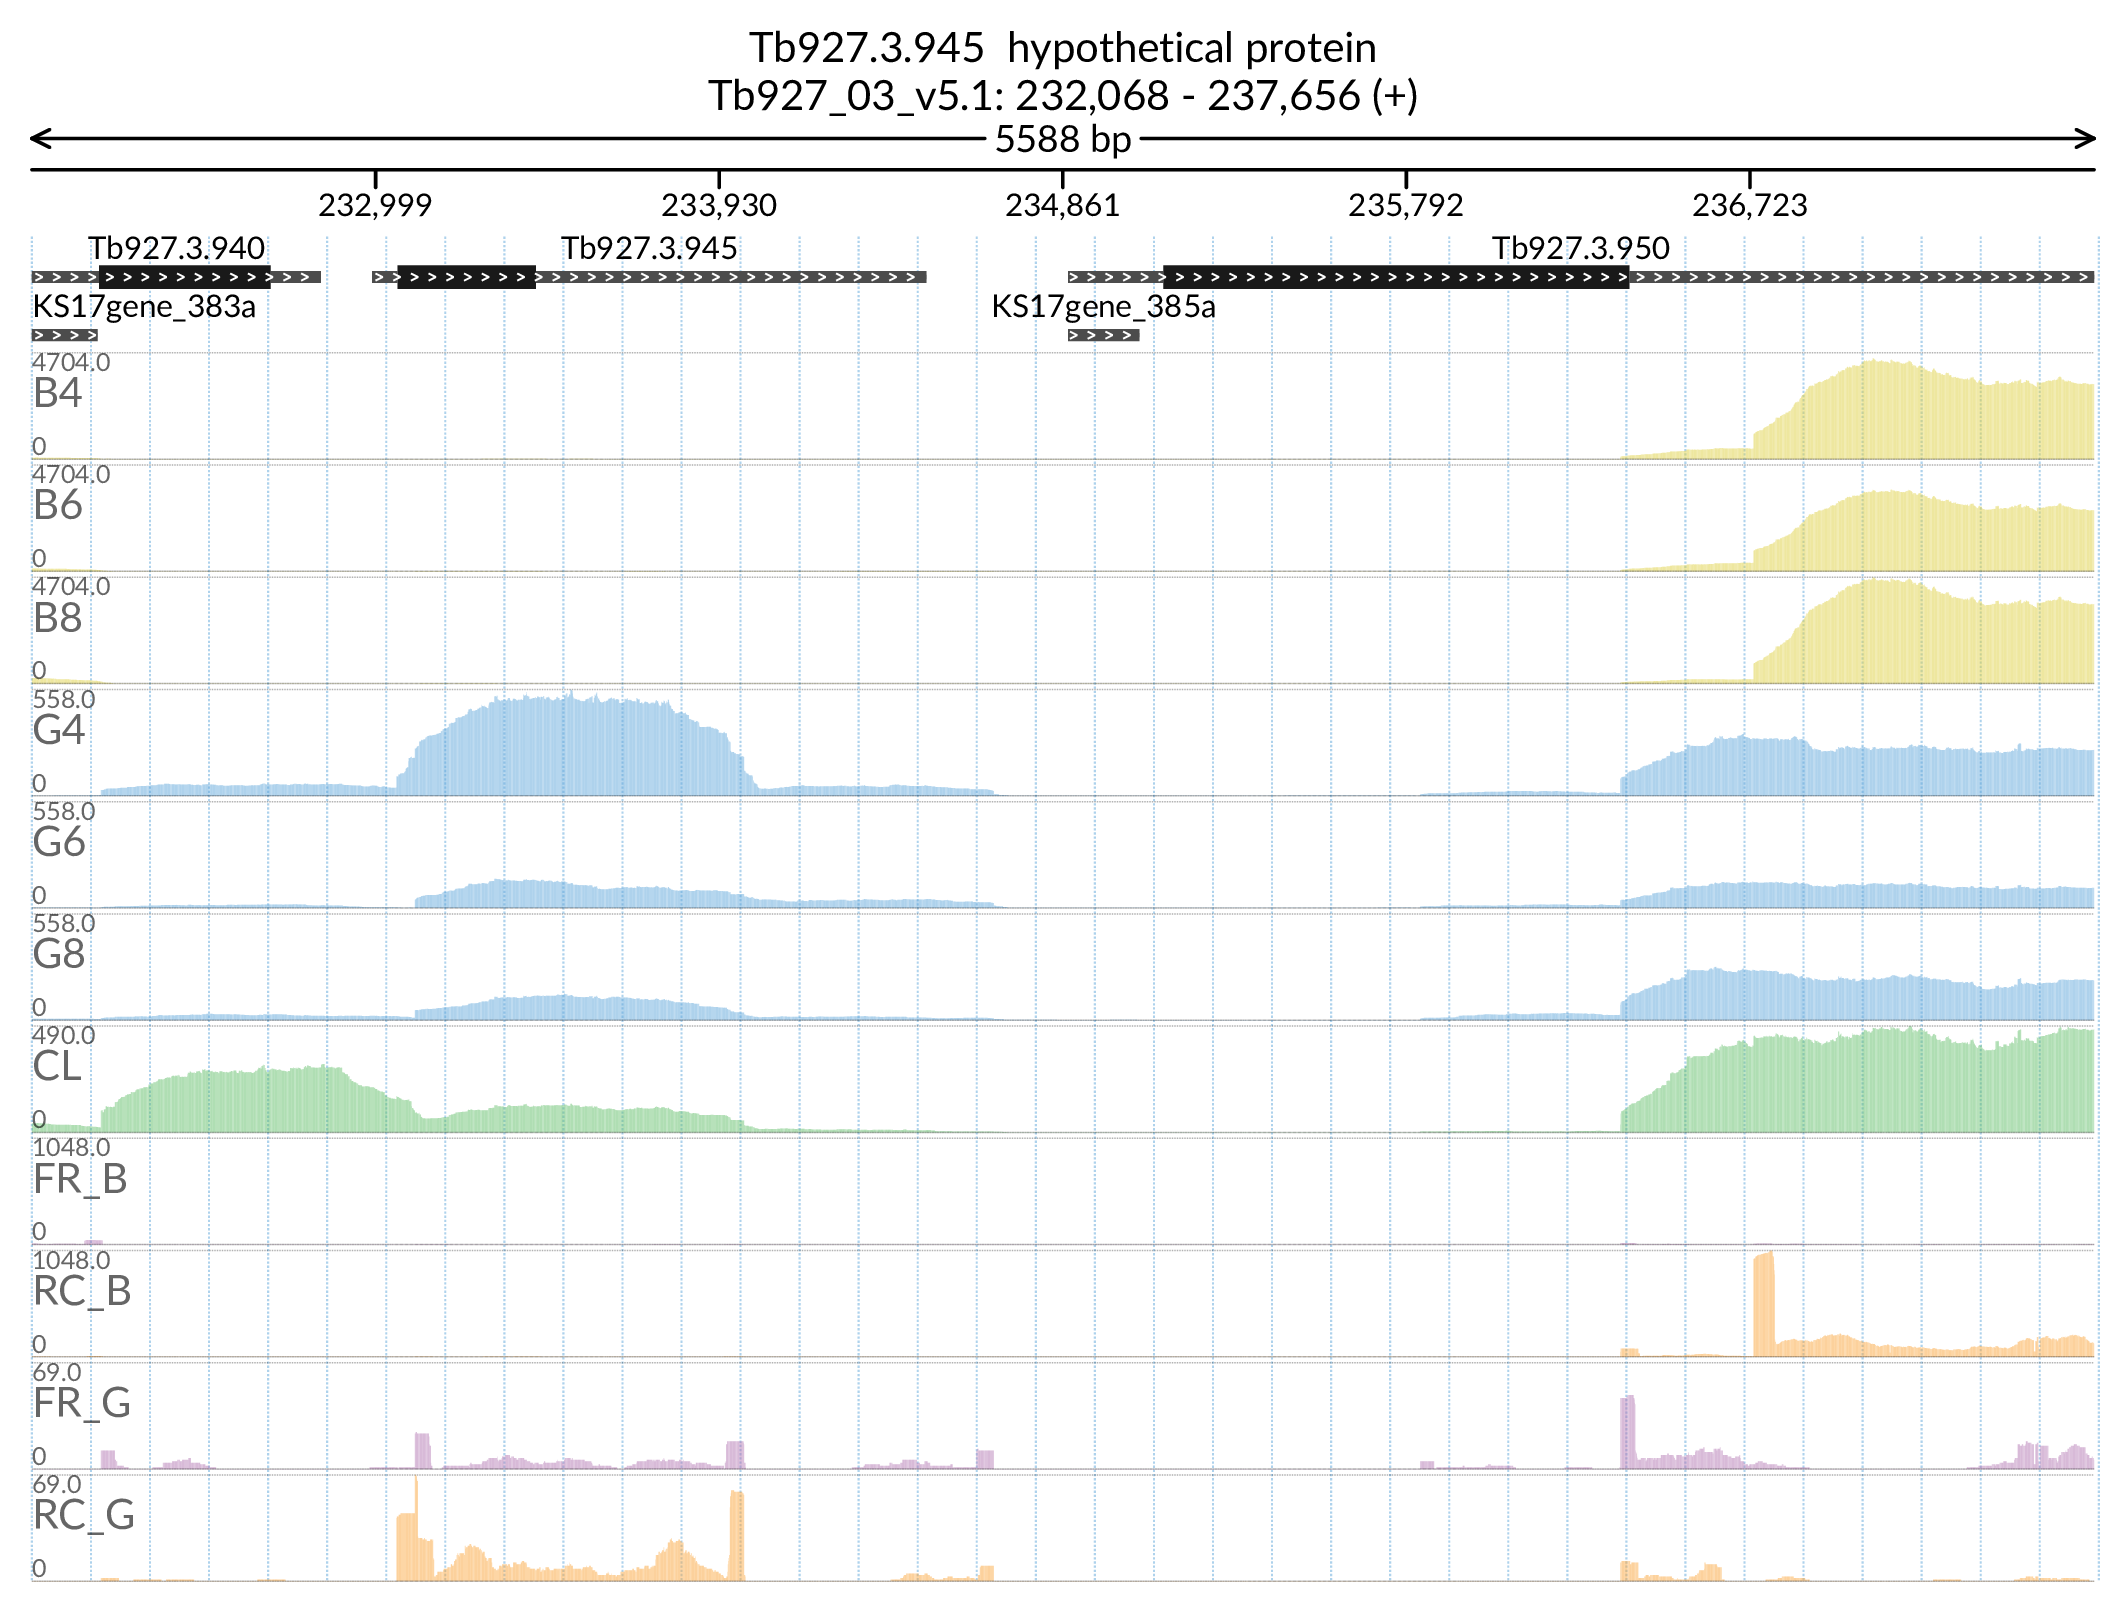 Tb927.3.945  hypothetical protein
Tb927_03_v5.1: 232,068 - 237,656 (+)
5588 bp
232,999 233,930 234,861 235,792 236,723
Tb927.3.940 Tb927.3.945 Tb927.3.950
KS17gene_383a KS17gene_385a
4704.0
B4
0
4704.0
B6
0
4704.0
B8
0
558.0
G4
0
558.0
G6
0
558.0
G8
0
490.0
CL
0
1048.0
FR_B
0
1048.0
RC_B
0
69.0
FR_G
0
69.0
RC_G
0